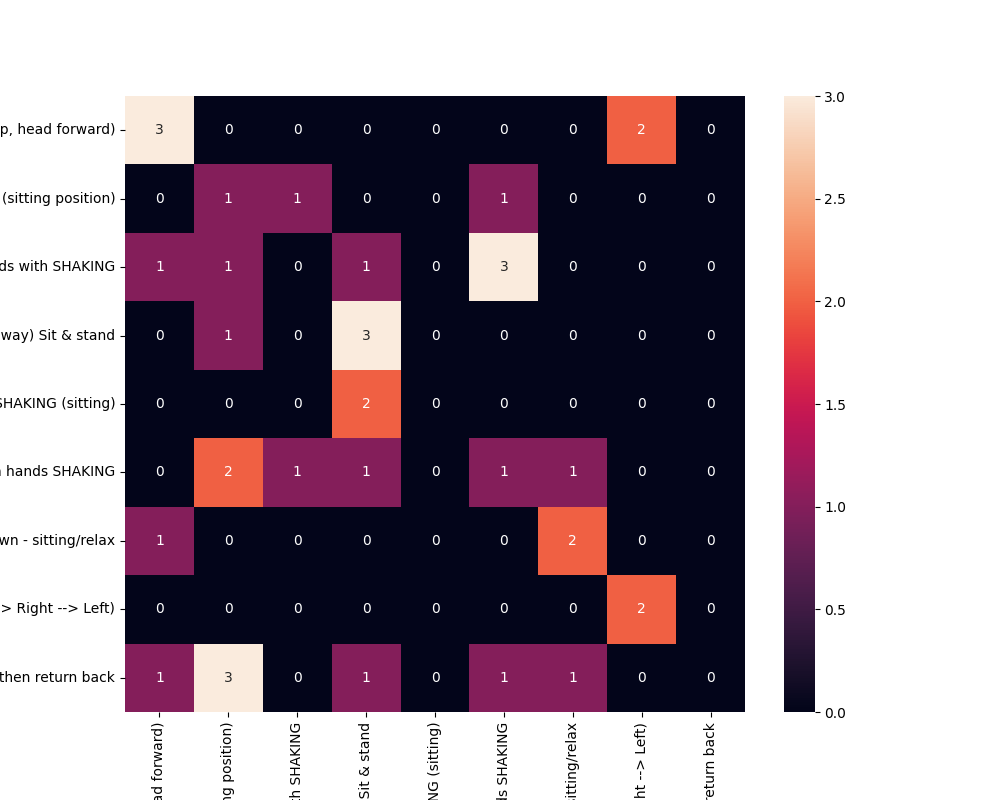 p, head forward) 3 0 0 0 0 0 0 2 0
(sitting position) 0 1 1 0 0 1 0 0 0
ds with SHAKING 1 1 0 1 0 3 0 0 0
way) Sit & stand 0 1 0 3 0 0 0 0 0
SHAKING (sitting) 0 0 0 2 0 0 0 0 0
hands SHAKING 0 2 1 1 0 1 1 0 0
wn - sitting/relax 1 0 0 0 0 0 2 0 0
> Right --> Left) 0 0 0 0 0 0 0 2 0
then return back 1 3 0 1 0 1 1 0 0
ad forward)
ng position)
th SHAKING
Sit & stand
NG (sitting)
ds SHAKING
sitting/relax
ht --> Left)
return back
3.0
2.5
2.0
1.5
1.0
0.5
0.0